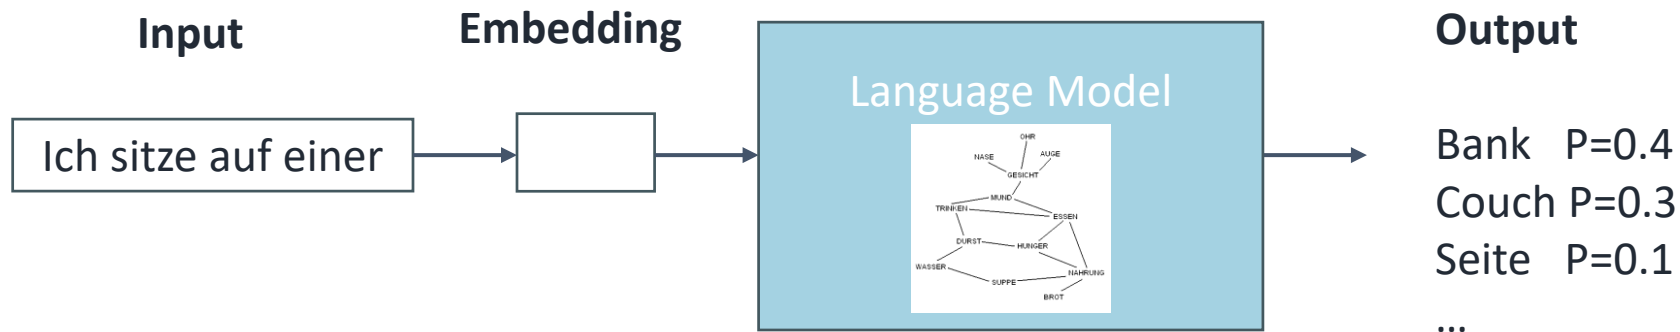 Input
Embedding
Output
Ich sitze auf einer
Language Model
OHR
NASE
AUGE
GESICHT
MUND
TRINKEN
ESSEN
DURST
HUNGER
WASSER
NAHRUNG
SUPPE
BROT
Bank P=0.4
Couch P=0.3
Seite P=0.1
...